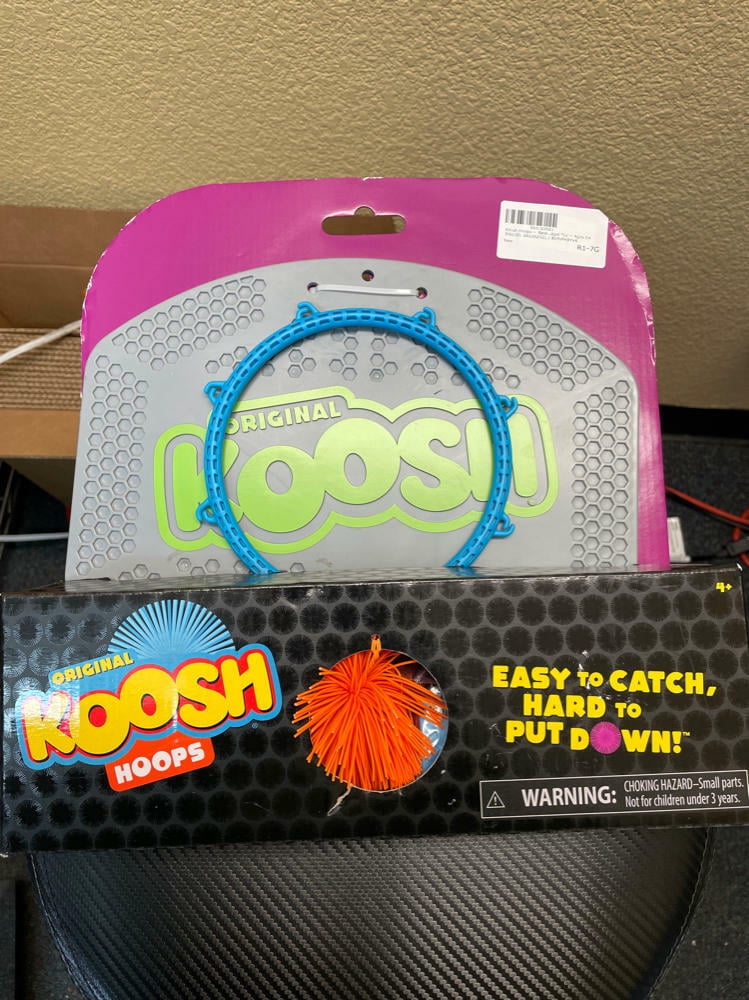 RI-7G
ORIGINAL
KOOSH
4+
ORIGINAL
KOOSH®
HOOPS
EASY TO CATCH,
HARD TO
PUT DOWN!™
WARNING:
CHOKING HAZARD–Small parts.
Not for children under 3 years.